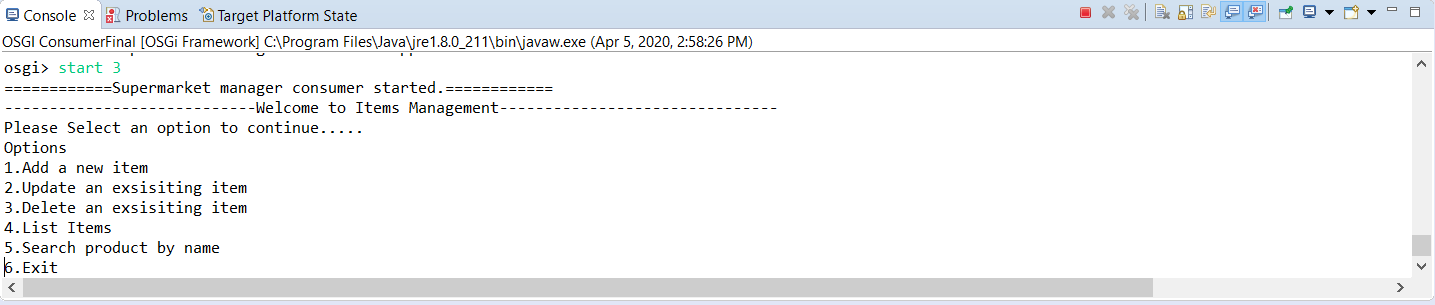 Console Problems Target Platform State
OSGI ConsumerFinal [OSGi Framework] C:\Program Files\Java\jre1.8.0_211\bin\javaw.exe (Apr 5, 2020, 2:58:26 PM)
osgi> start 3
============Supermarket manager consumer started.============
----------------------------Welcome to Items Management-------------------------------
Please Select an option to continue.....
Options
1.Add a new item
2.Update an exsisiting item
3.Delete an exsisiting item
4.List Items
5.Search product by name
6.Exit